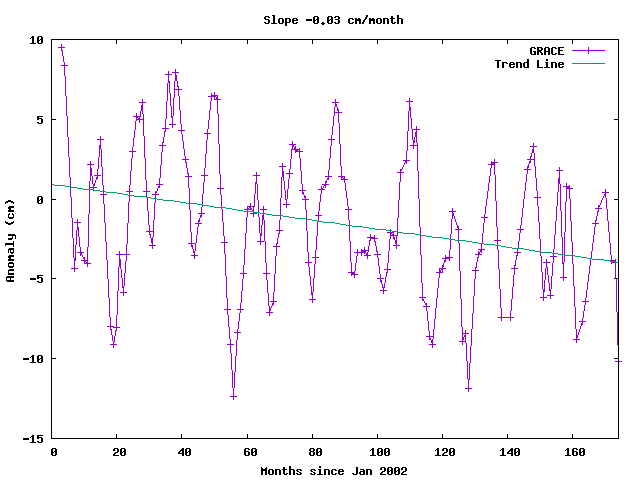 Slope -0.03 cm/month
10
5
0
-5
-10
-15
Anomaly (cm)
GRACE
Trend Line
0 20 40 60 80 100 120 140 160
Months since Jan 2002